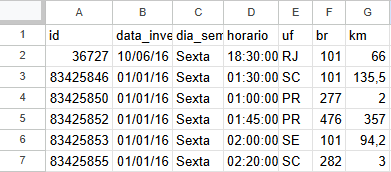 A B C D E F G
1 id data_inve dia_sem horario uf br km
2 36727 10/06/16 Sexta 18:30:00 RJ 101 66
3 83425846 01/01/16 Sexta 01:30:00 SC 101 135,5
4 83425850 01/01/16 Sexta 01:00:00 PR 277 2
5 83425852 01/01/16 Sexta 01:45:00 PR 476 357
6 83425853 01/01/16 Sexta 02:00:00 SE 101 94,2
7 83425855 01/01/16 Sexta 02:20:00 SC 282 3